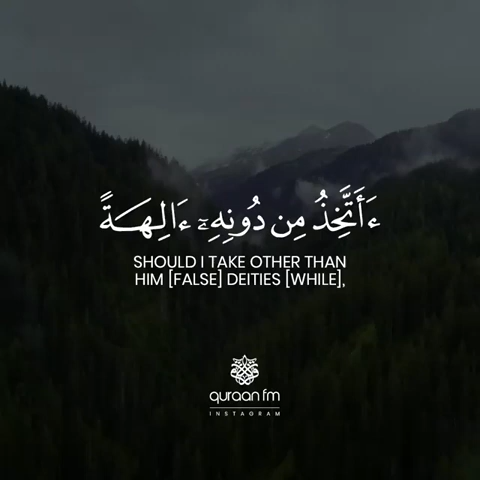 ءَأَتَّخِذُ مِن دُونِهِۦٓ ءَالِهَةً
SHOULD I TAKE OTHER THAN
HIM [FALSE] DEITIES [WHILE],
quraan fm
INSTAGRAM